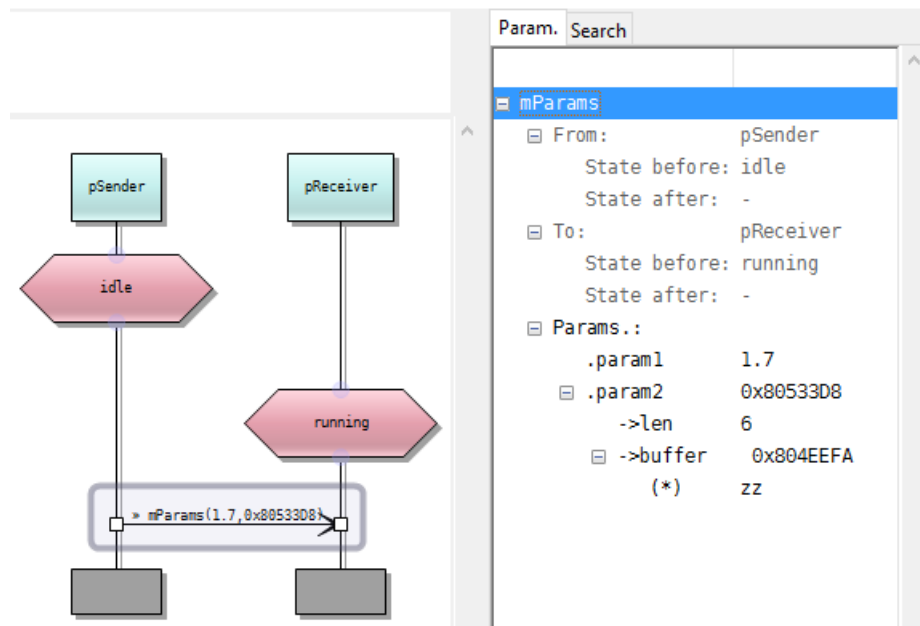 Param. Search
mParams
From: pSender
State before: idle
State after: -
To: pReceiver
State before: running
State after: -
Params.:
.param1 1.7
.param2 0x80533D8
->len 6
->buffer 0x804EEFA
(*) zz
pSender pReceiver
idle
running
» mParams(1.7,0x80533D8)